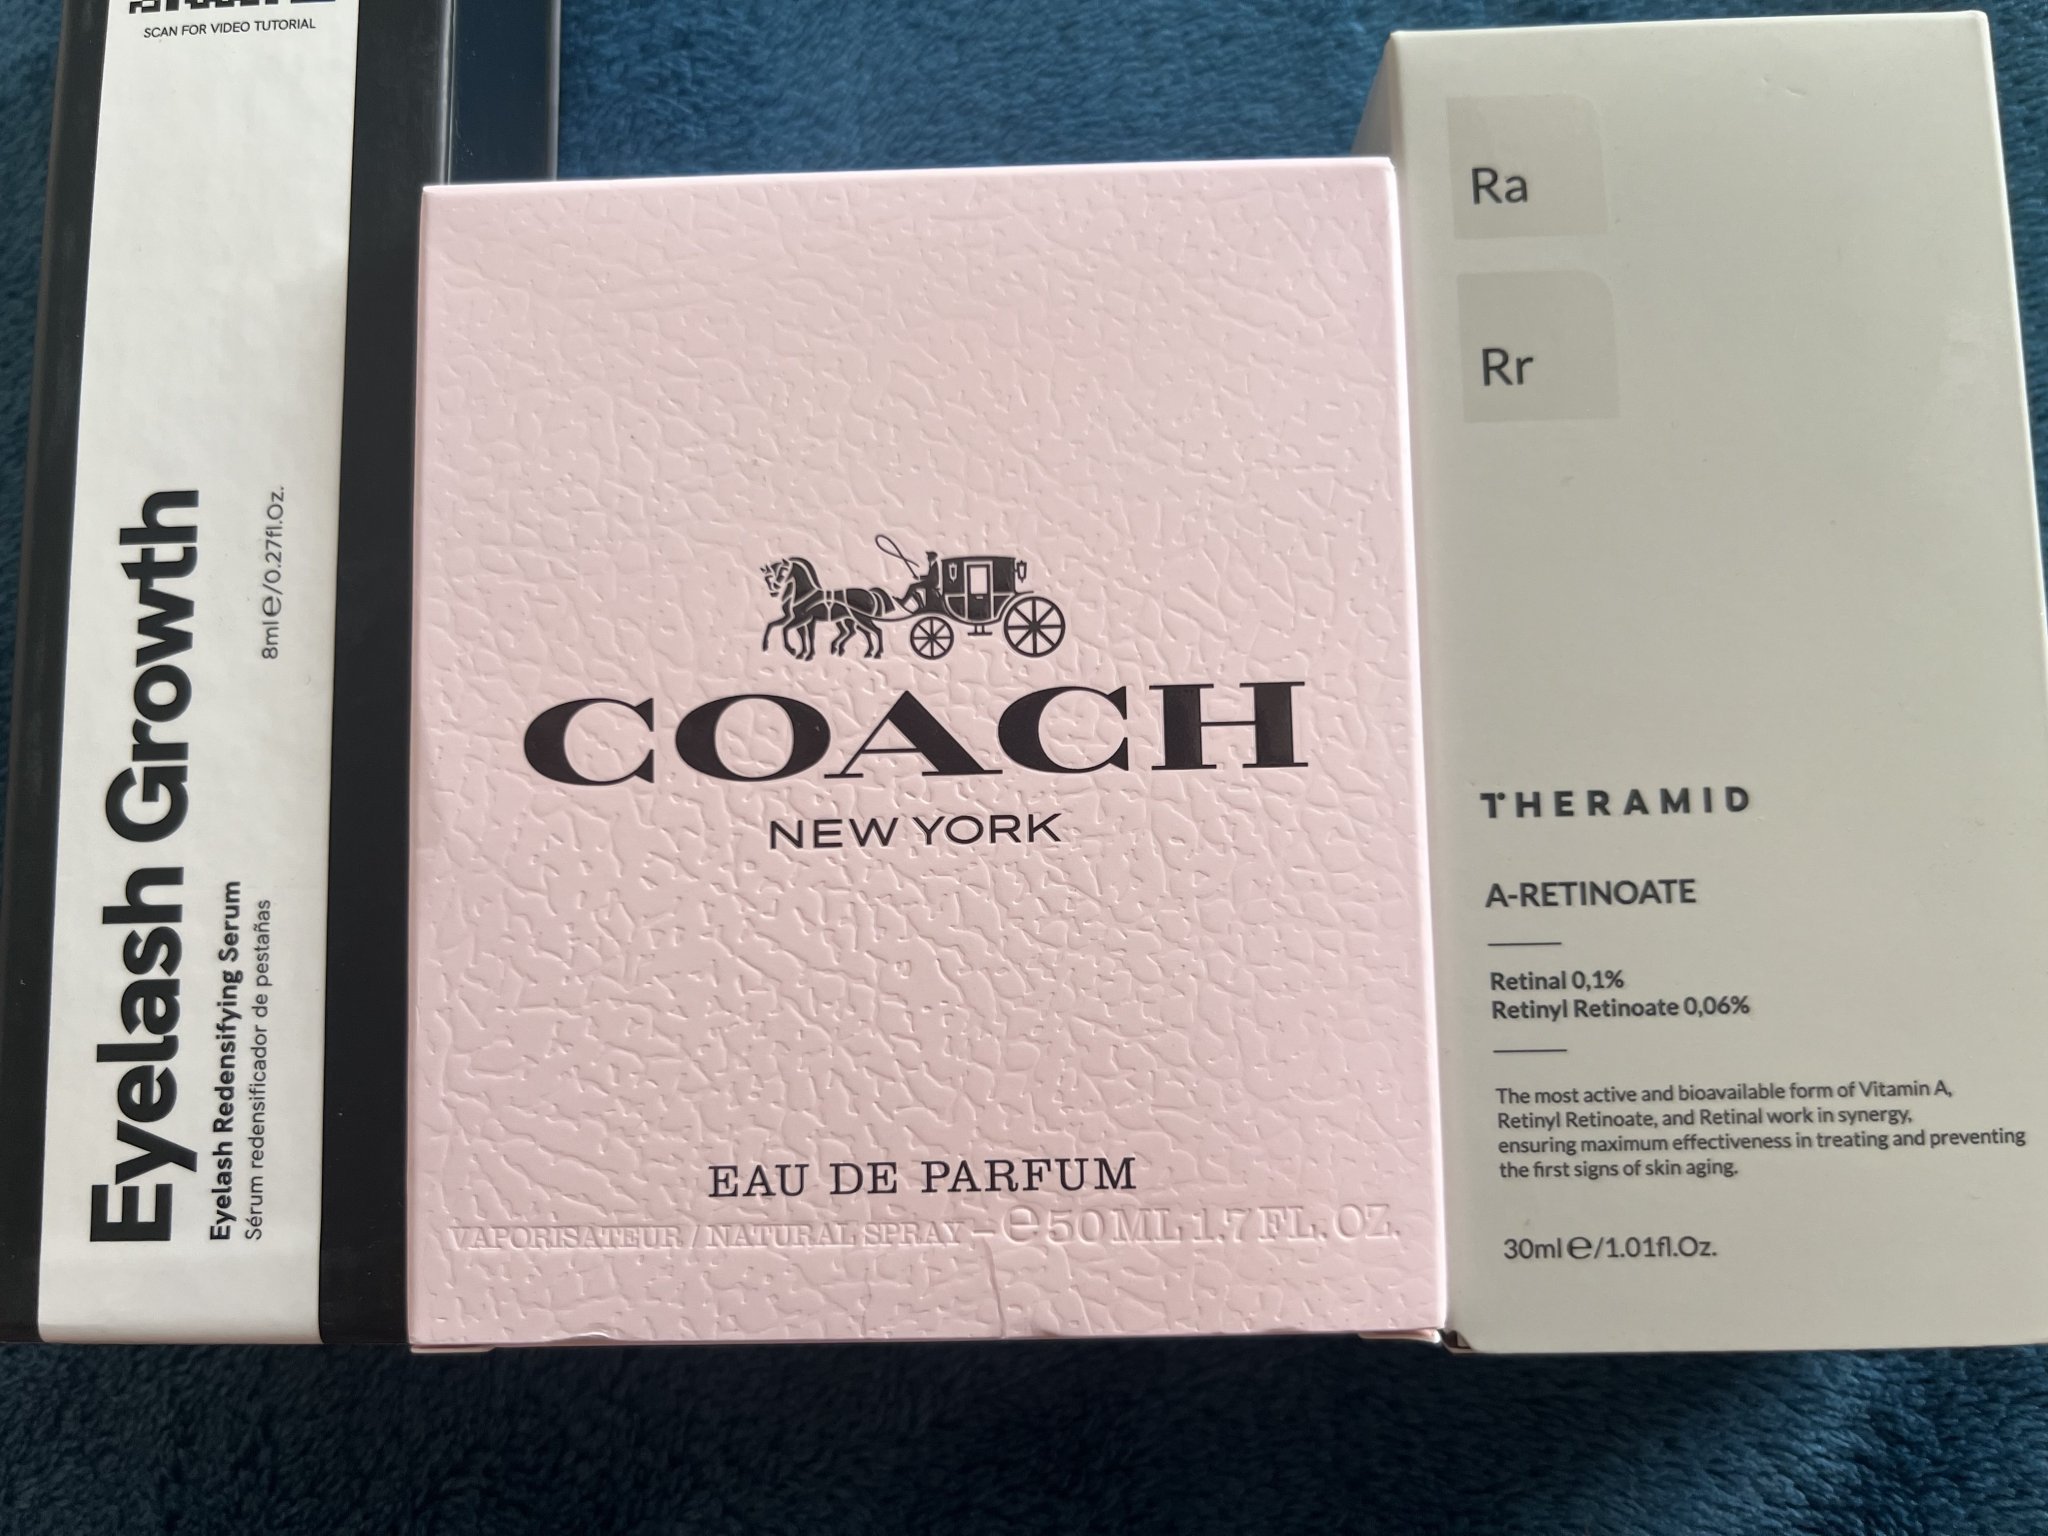 SCAN FOR VIDEO TUTORIAL
Eyelash Growth
8ml℮/0.27fl.Oz.
Eyelash Redensifying Serum
Sérum redensificador de pestañas
COACH
NEW YORK
EAU DE PARFUM
VAPORISATEUR / NATURAL SPRAY – ℮ 50 ML 1.7 FL. OZ.
Ra
Rr
THERAMID
A-RETINOATE
Retinal 0,1%
Retinyl Retinoate 0,06%
The most active and bioavailable form of Vitamin A,
Retinyl Retinoate, and Retinal work in synergy,
ensuring maximum effectiveness in treating and preventing
the first signs of skin aging.
30ml℮/1.01fl.Oz.